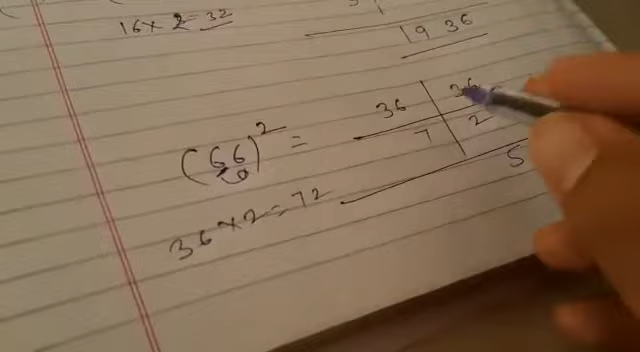 16 × 2 = 32
1936
(66)² = 36 | 36
7 | 2
36 × 2 = 72
5